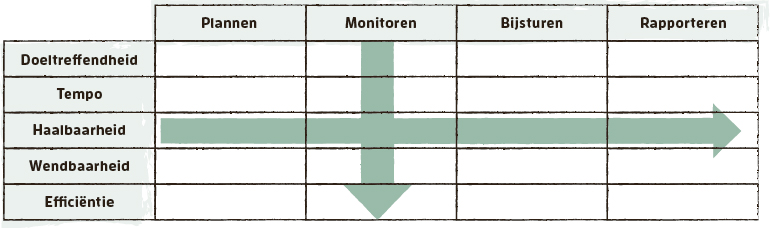 Plannen Monitoren Bijsturen Rapporteren
Doeltreffendheid
Tempo
Haalbaarheid
Wendbaarheid
Efficiëntie